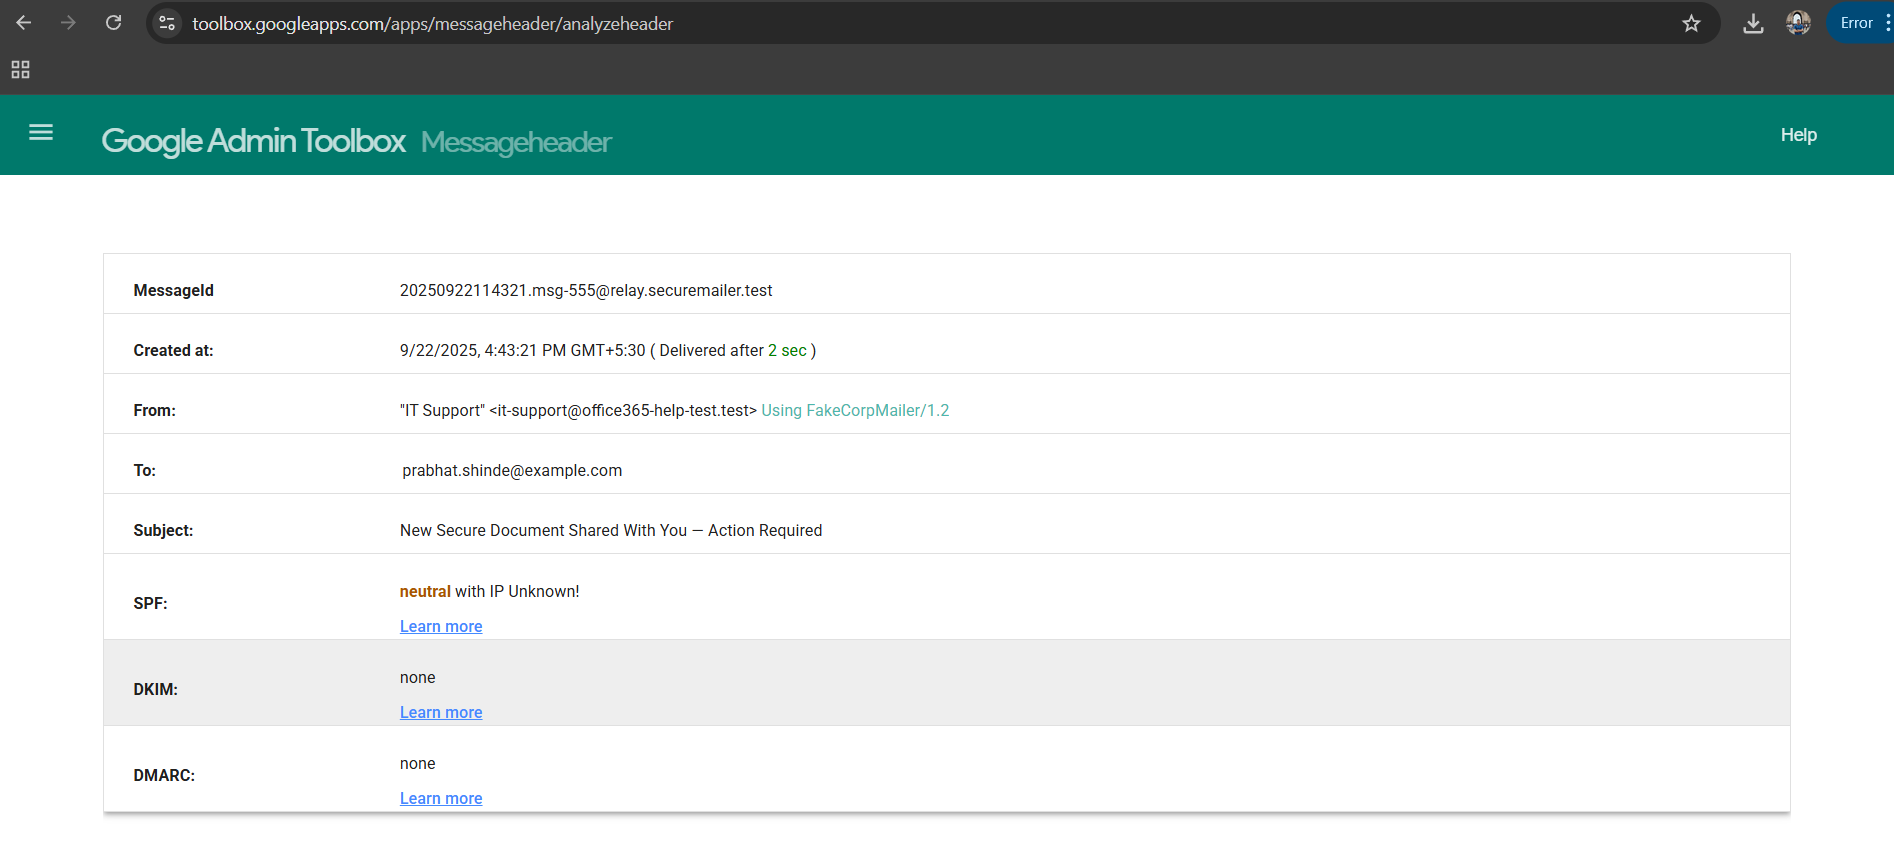 toolbox.googleapps.com/apps/messageheader/analyzeheader
Error
Google Admin Toolbox Messageheader
Help
MessageId 20250922114321.msg-555@relay.securemailer.test
Created at: 9/22/2025, 4:43:21 PM GMT+5:30 ( Delivered after 2 sec )
From: "IT Support" <it-support@office365-help-test.test> Using FakeCorpMailer/1.2
To: prabhat.shinde@example.com
Subject: New Secure Document Shared With You — Action Required
SPF: neutral with IP Unknown!
Learn more
DKIM: none
Learn more
DMARC: none
Learn more